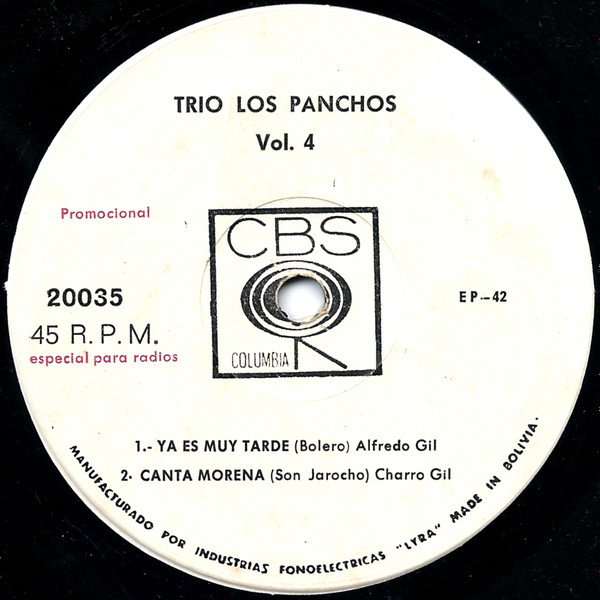 TRIO LOS PANCHOS
Vol. 4
Promocional
CBS
20035
EP-42
45 R.P.M.
especial para radios
COLUMBIA
1.- YA ES MUY TARDE (Bolero) Alfredo Gil
2· CANTA MORENA (Son Jarocho) Charro Gil
MANUFACTURADO POR INDUSTRIAS FONOELECTRICAS "LYRA" MADE IN BOLIVIA.